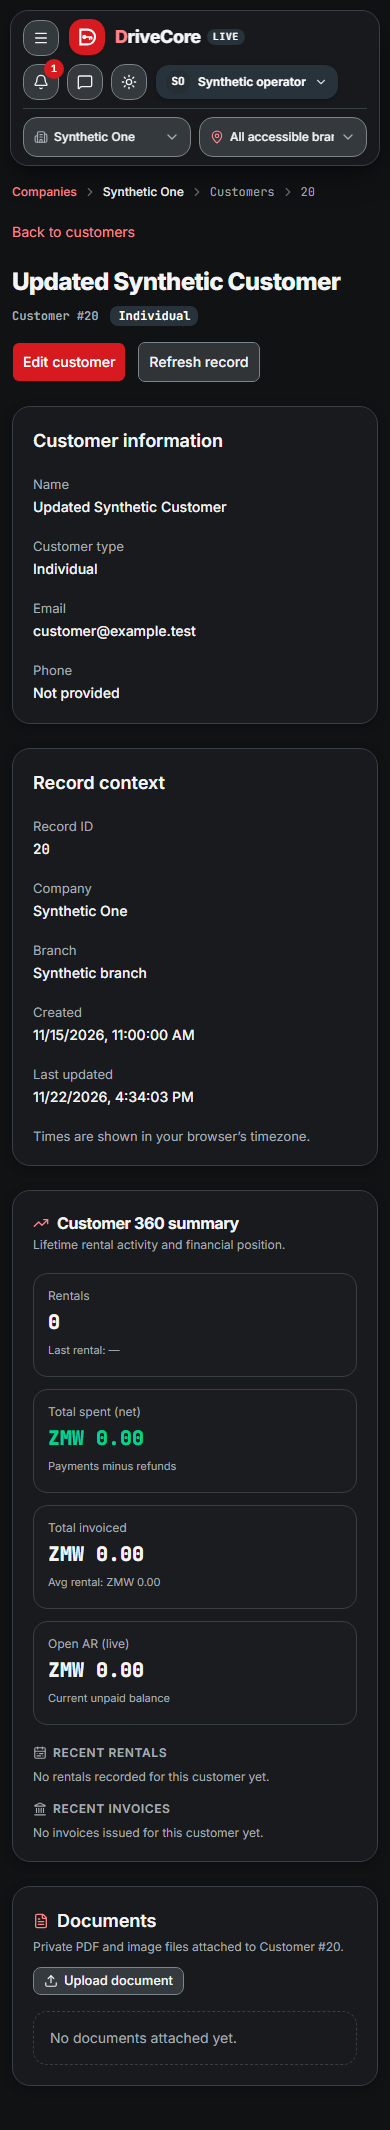 DriveCore LIVE
1
SO Synthetic operator
Synthetic One
All accessible brar
Companies > Synthetic One > Customers > 20
Back to customers
Updated Synthetic Customer
Customer #20 Individual
Edit customer
Refresh record
Customer information
Name
Updated Synthetic Customer
Customer type
Individual
Email
customer@example.test
Phone
Not provided
Record context
Record ID
20
Company
Synthetic One
Branch
Synthetic branch
Created
11/15/2026, 11:00:00 AM
Last updated
11/22/2026, 4:34:03 PM
Times are shown in your browser’s timezone.
Customer 360 summary
Lifetime rental activity and financial position.
Rentals
0
Last rental: —
Total spent (net)
ZMW 0.00
Payments minus refunds
Total invoiced
ZMW 0.00
Avg rental: ZMW 0.00
Open AR (live)
ZMW 0.00
Current unpaid balance
RECENT RENTALS
No rentals recorded for this customer yet.
RECENT INVOICES
No invoices issued for this customer yet.
Documents
Private PDF and image files attached to Customer #20.
Upload document
No documents attached yet.